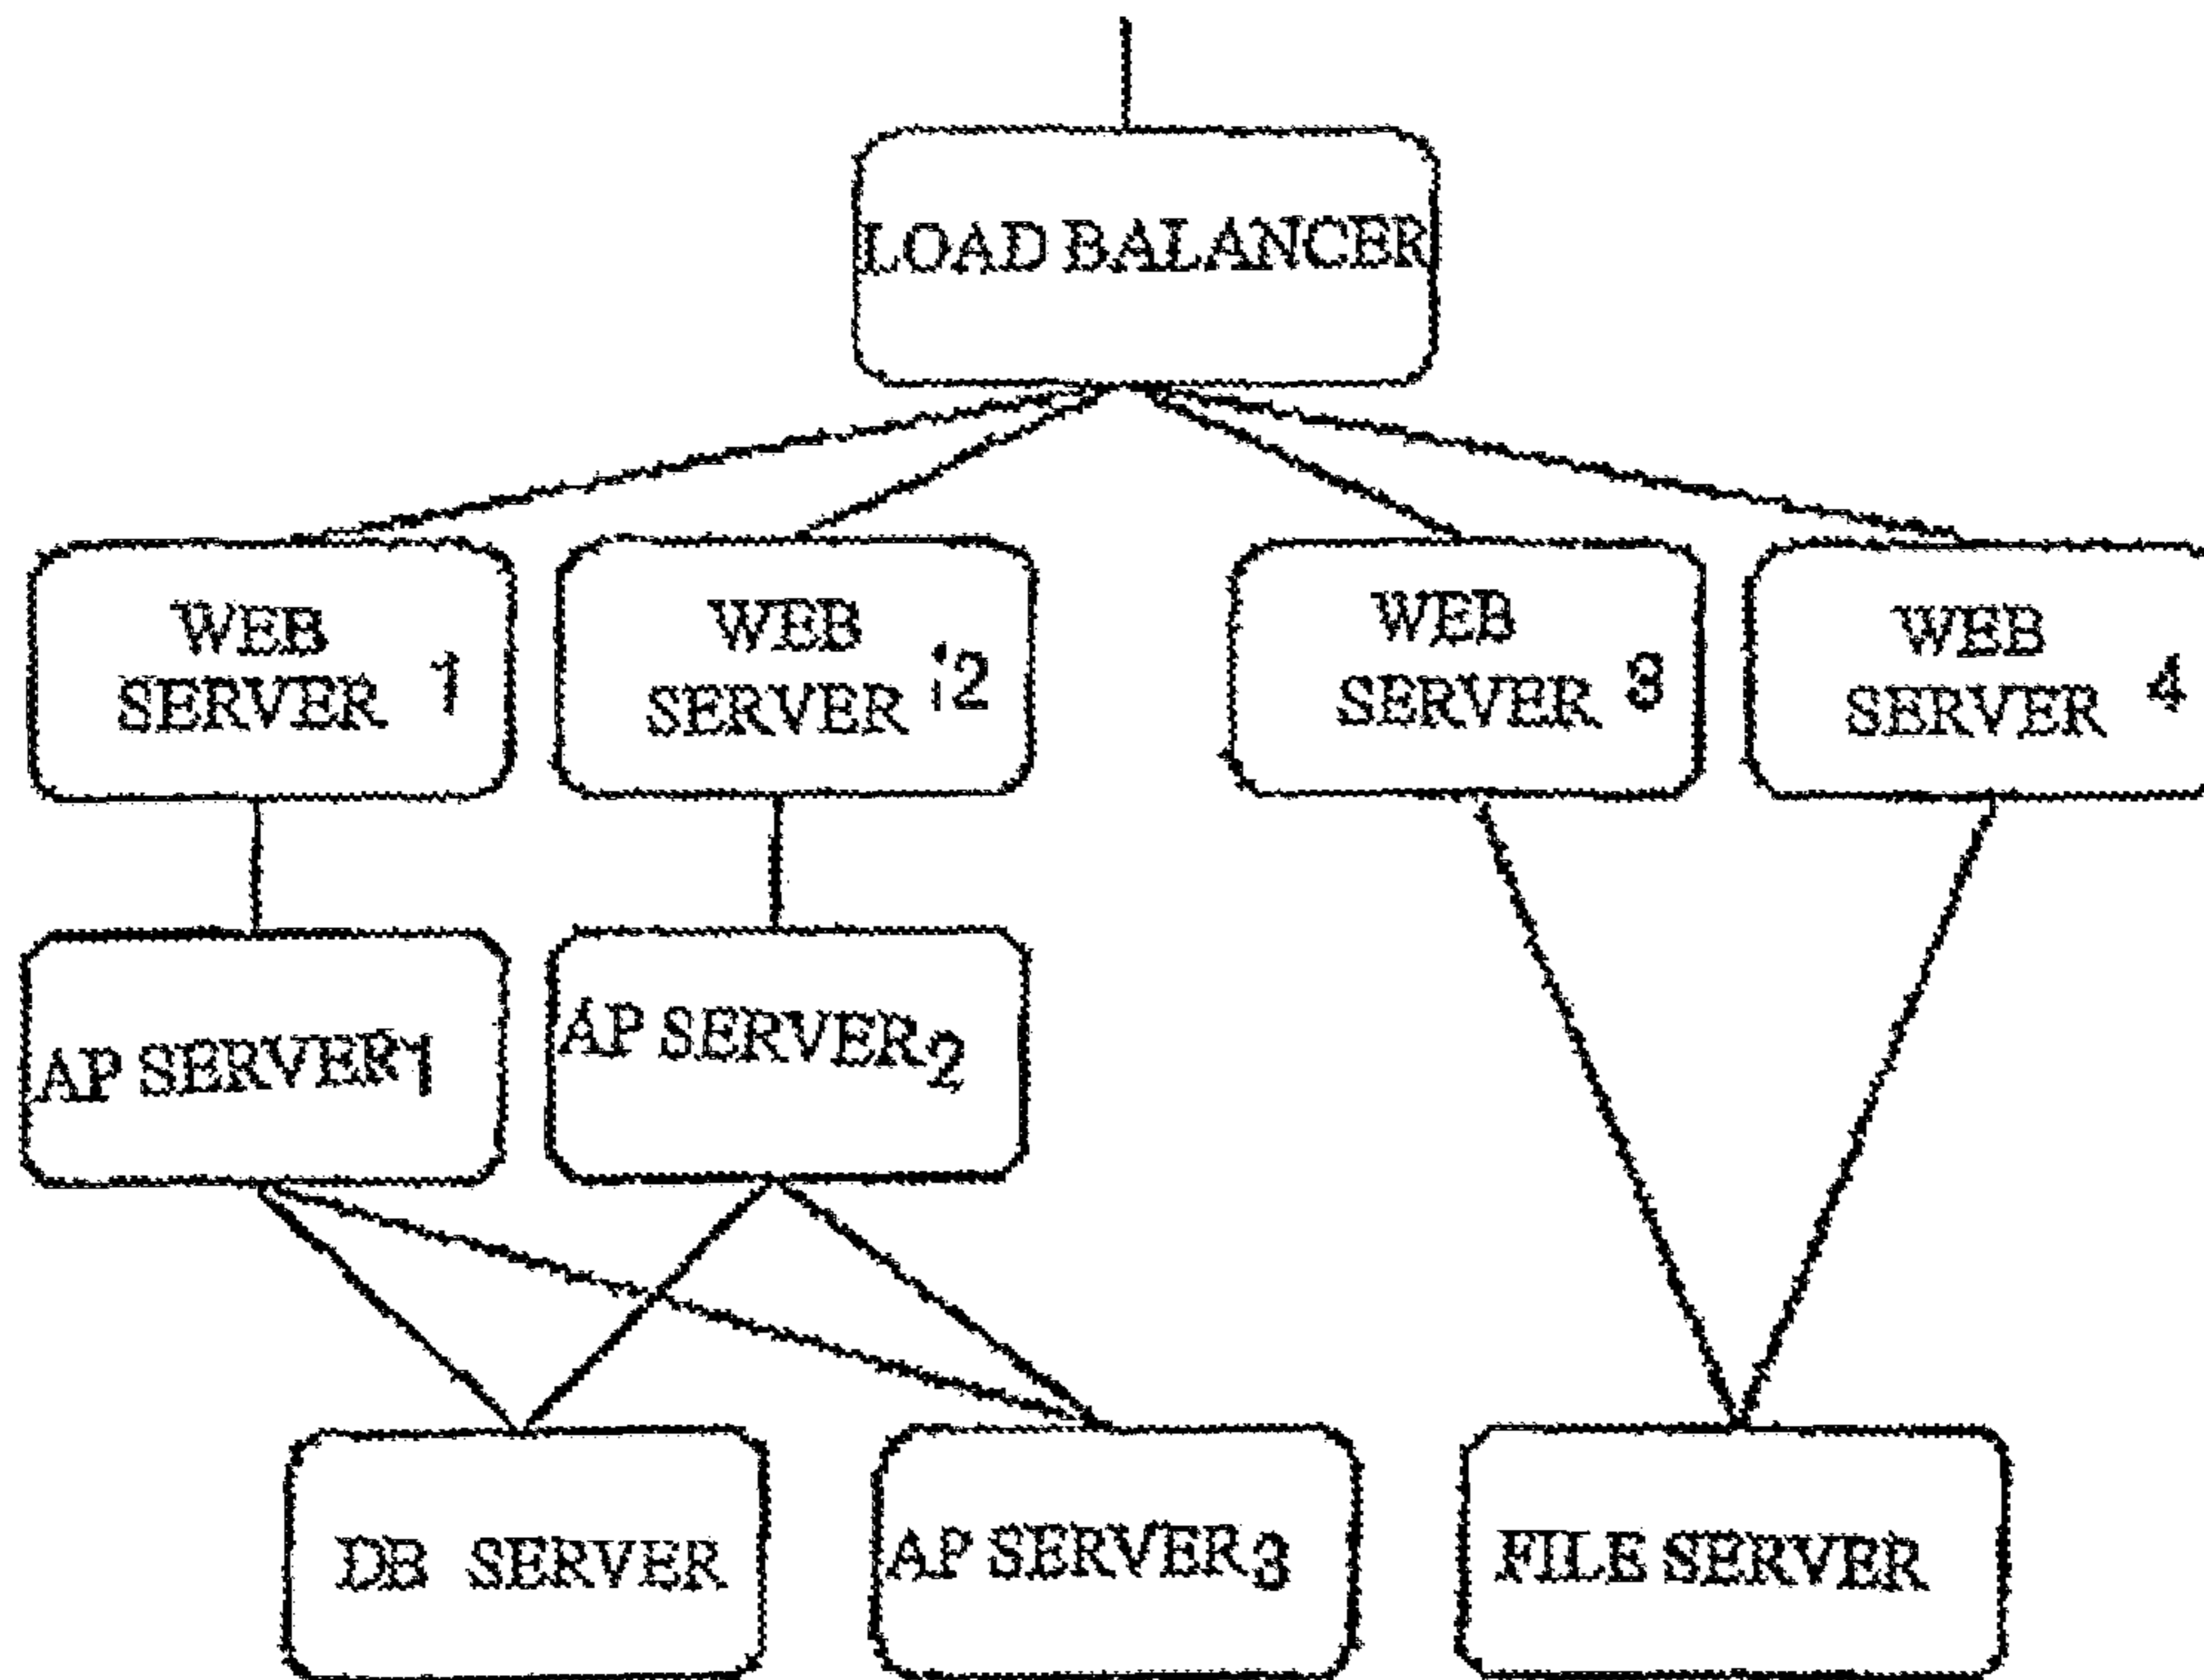 LOAD BALANCER
WEB
SERVER 1
WEB
SERVER 2
WEB
SERVER 3
WEB
SERVER 4
AP SERVER1
AP SERVER2
DB SERVER
AP SERVER3
FILE SERVER